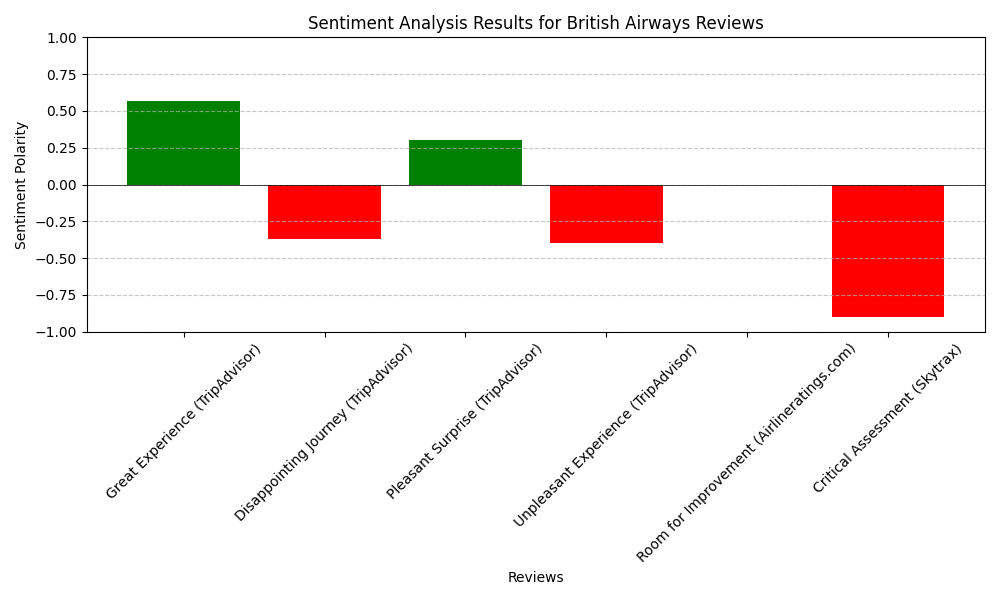 Sentiment Analysis Results for British Airways Reviews
1.00
0.75
0.50
0.25
0.00
−0.25
−0.50
−0.75
−1.00
Sentiment Polarity
Great Experience (TripAdvisor)
Disappointing Journey (TripAdvisor)
Pleasant Surprise (TripAdvisor)
Unpleasant Experience (TripAdvisor)
Room for Improvement (Airlineratings.com)
Critical Assessment (Skytrax)
Reviews